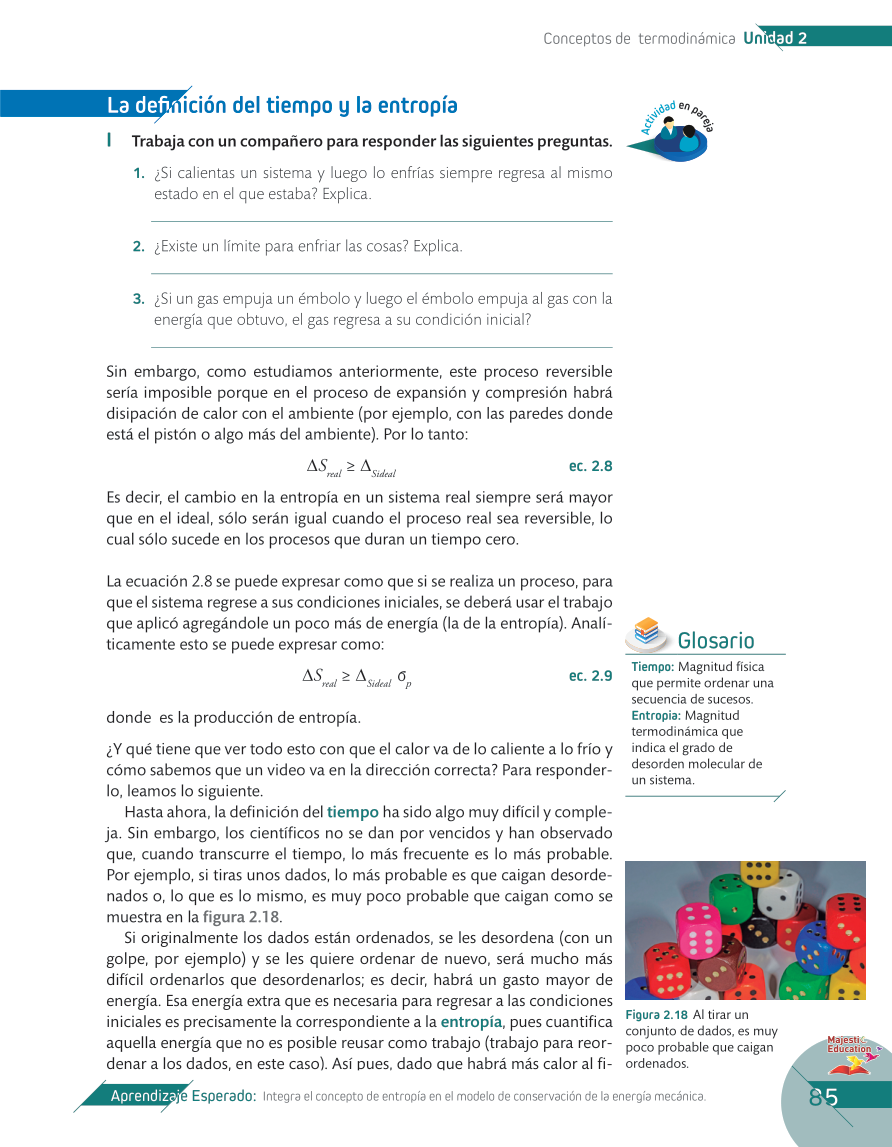 Conceptos de termodinámica Unidad 2
La definición del tiempo y la entropía
Actividad en pareja
I Trabaja con un compañero para responder las siguientes preguntas.
1. ¿Si calientas un sistema y luego lo enfrías siempre regresa al mismo
estado en el que estaba? Explica.
2. ¿Existe un límite para enfriar las cosas? Explica.
3. ¿Si un gas empuja un émbolo y luego el émbolo empuja al gas con la
energía que obtuvo, el gas regresa a su condición inicial?
Sin embargo, como estudiamos anteriormente, este proceso reversible
sería imposible porque en el proceso de expansión y compresión habrá
disipación de calor con el ambiente (por ejemplo, con las paredes donde
está el pistón o algo más del ambiente). Por lo tanto:
ΔS_real ≥ Δ_Sideal ec. 2.8
Es decir, el cambio en la entropía en un sistema real siempre será mayor
que en el ideal, sólo serán igual cuando el proceso real sea reversible, lo
cual sólo sucede en los procesos que duran un tiempo cero.
La ecuación 2.8 se puede expresar como que si se realiza un proceso, para
que el sistema regrese a sus condiciones iniciales, se deberá usar el trabajo
que aplicó agregándole un poco más de energía (la de la entropía). Analí-
ticamente esto se puede expresar como:
ΔS_real ≥ Δ_Sideal σ_p ec. 2.9
donde es la producción de entropía.
¿Y qué tiene que ver todo esto con que el calor va de lo caliente a lo frío y
cómo sabemos que un video va en la dirección correcta? Para responder-
lo, leamos lo siguiente.
Hasta ahora, la definición del tiempo ha sido algo muy difícil y comple-
ja. Sin embargo, los científicos no se dan por vencidos y han observado
que, cuando transcurre el tiempo, lo más frecuente es lo más probable.
Por ejemplo, si tiras unos dados, lo más probable es que caigan desorde-
nados o, lo que es lo mismo, es muy poco probable que caigan como se
muestra en la figura 2.18.
Si originalmente los dados están ordenados, se les desordena (con un
golpe, por ejemplo) y se les quiere ordenar de nuevo, será mucho más
difícil ordenarlos que desordenarlos; es decir, habrá un gasto mayor de
energía. Esa energía extra que es necesaria para regresar a las condiciones
iniciales es precisamente la correspondiente a la entropía, pues cuantifica
aquella energía que no es posible reusar como trabajo (trabajo para reor-
denar a los dados, en este caso). Así pues, dado que habrá más calor al fi-
Glosario
Tiempo: Magnitud física
que permite ordenar una
secuencia de sucesos.
Entropia: Magnitud
termodinámica que
indica el grado de
desorden molecular de
un sistema.
Figura 2.18 Al tirar un
conjunto de dados, es muy
poco probable que caigan
ordenados.
Majestic
Education
Aprendizaje Esperado: Integra el concepto de entropía en el modelo de conservación de la energía mecánica.
85